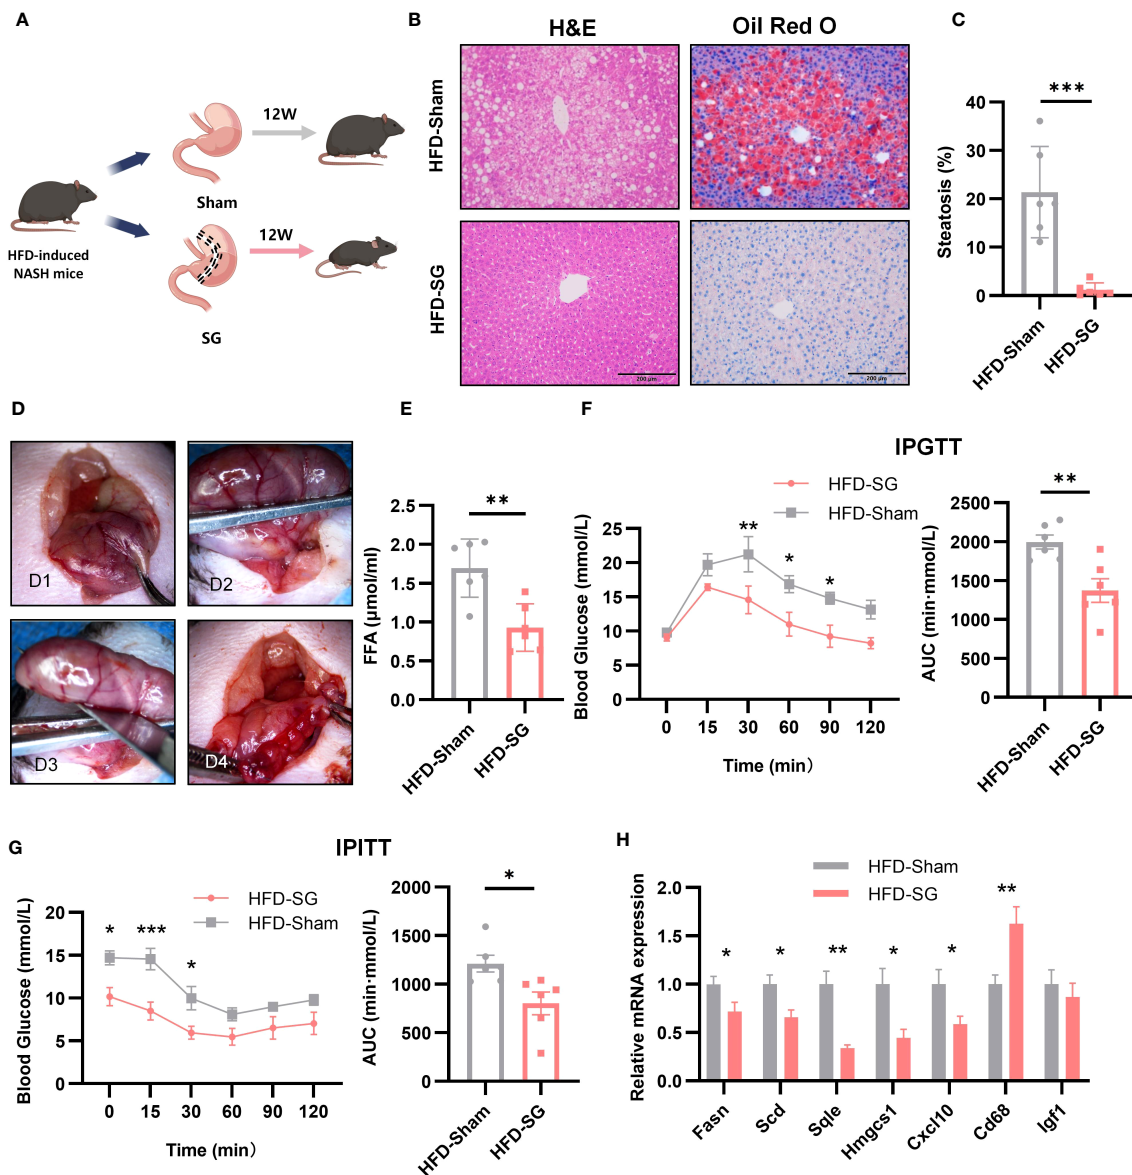 A
12W
Sham
HFD-induced
NASH mice
12W
SG
B
H&E
Oil Red O
HFD-Sham
HFD-SG
200 μm
200 μm
C
Steatosis (%)
40
30
20
10
0
***
HFD-Sham
HFD-SG
D
D1
D2
D3
D4
E
FFA (μmol/ml)
2.5
2.0
1.5
1.0
0.5
0.0
**
HFD-Sham
HFD-SG
F
IPGTT
HFD-SG
HFD-Sham
Blood Glucose (mmol/L)
25
20
15
10
5
0
**
*
*
0 15 30 60 90 120
Time (min)
AUC (min·mmol/L)
2500
2000
1500
1000
500
0
**
HFD-Sham
HFD-SG
G
IPITT
HFD-SG
HFD-Sham
Blood Glucose (mmol/L)
20
15
10
5
0
*
***
*
0 15 30 60 90 120
Time (min)
AUC (min·mmol/L)
2000
1500
1000
500
0
*
HFD-Sham
HFD-SG
H
HFD-Sham
HFD-SG
Relative mRNA expression
2.0
1.5
1.0
0.5
0.0
* * ** * * **
Fasn
Scd
Sqle
Hmgcs1
Cxcl10
Cd68
Igf1